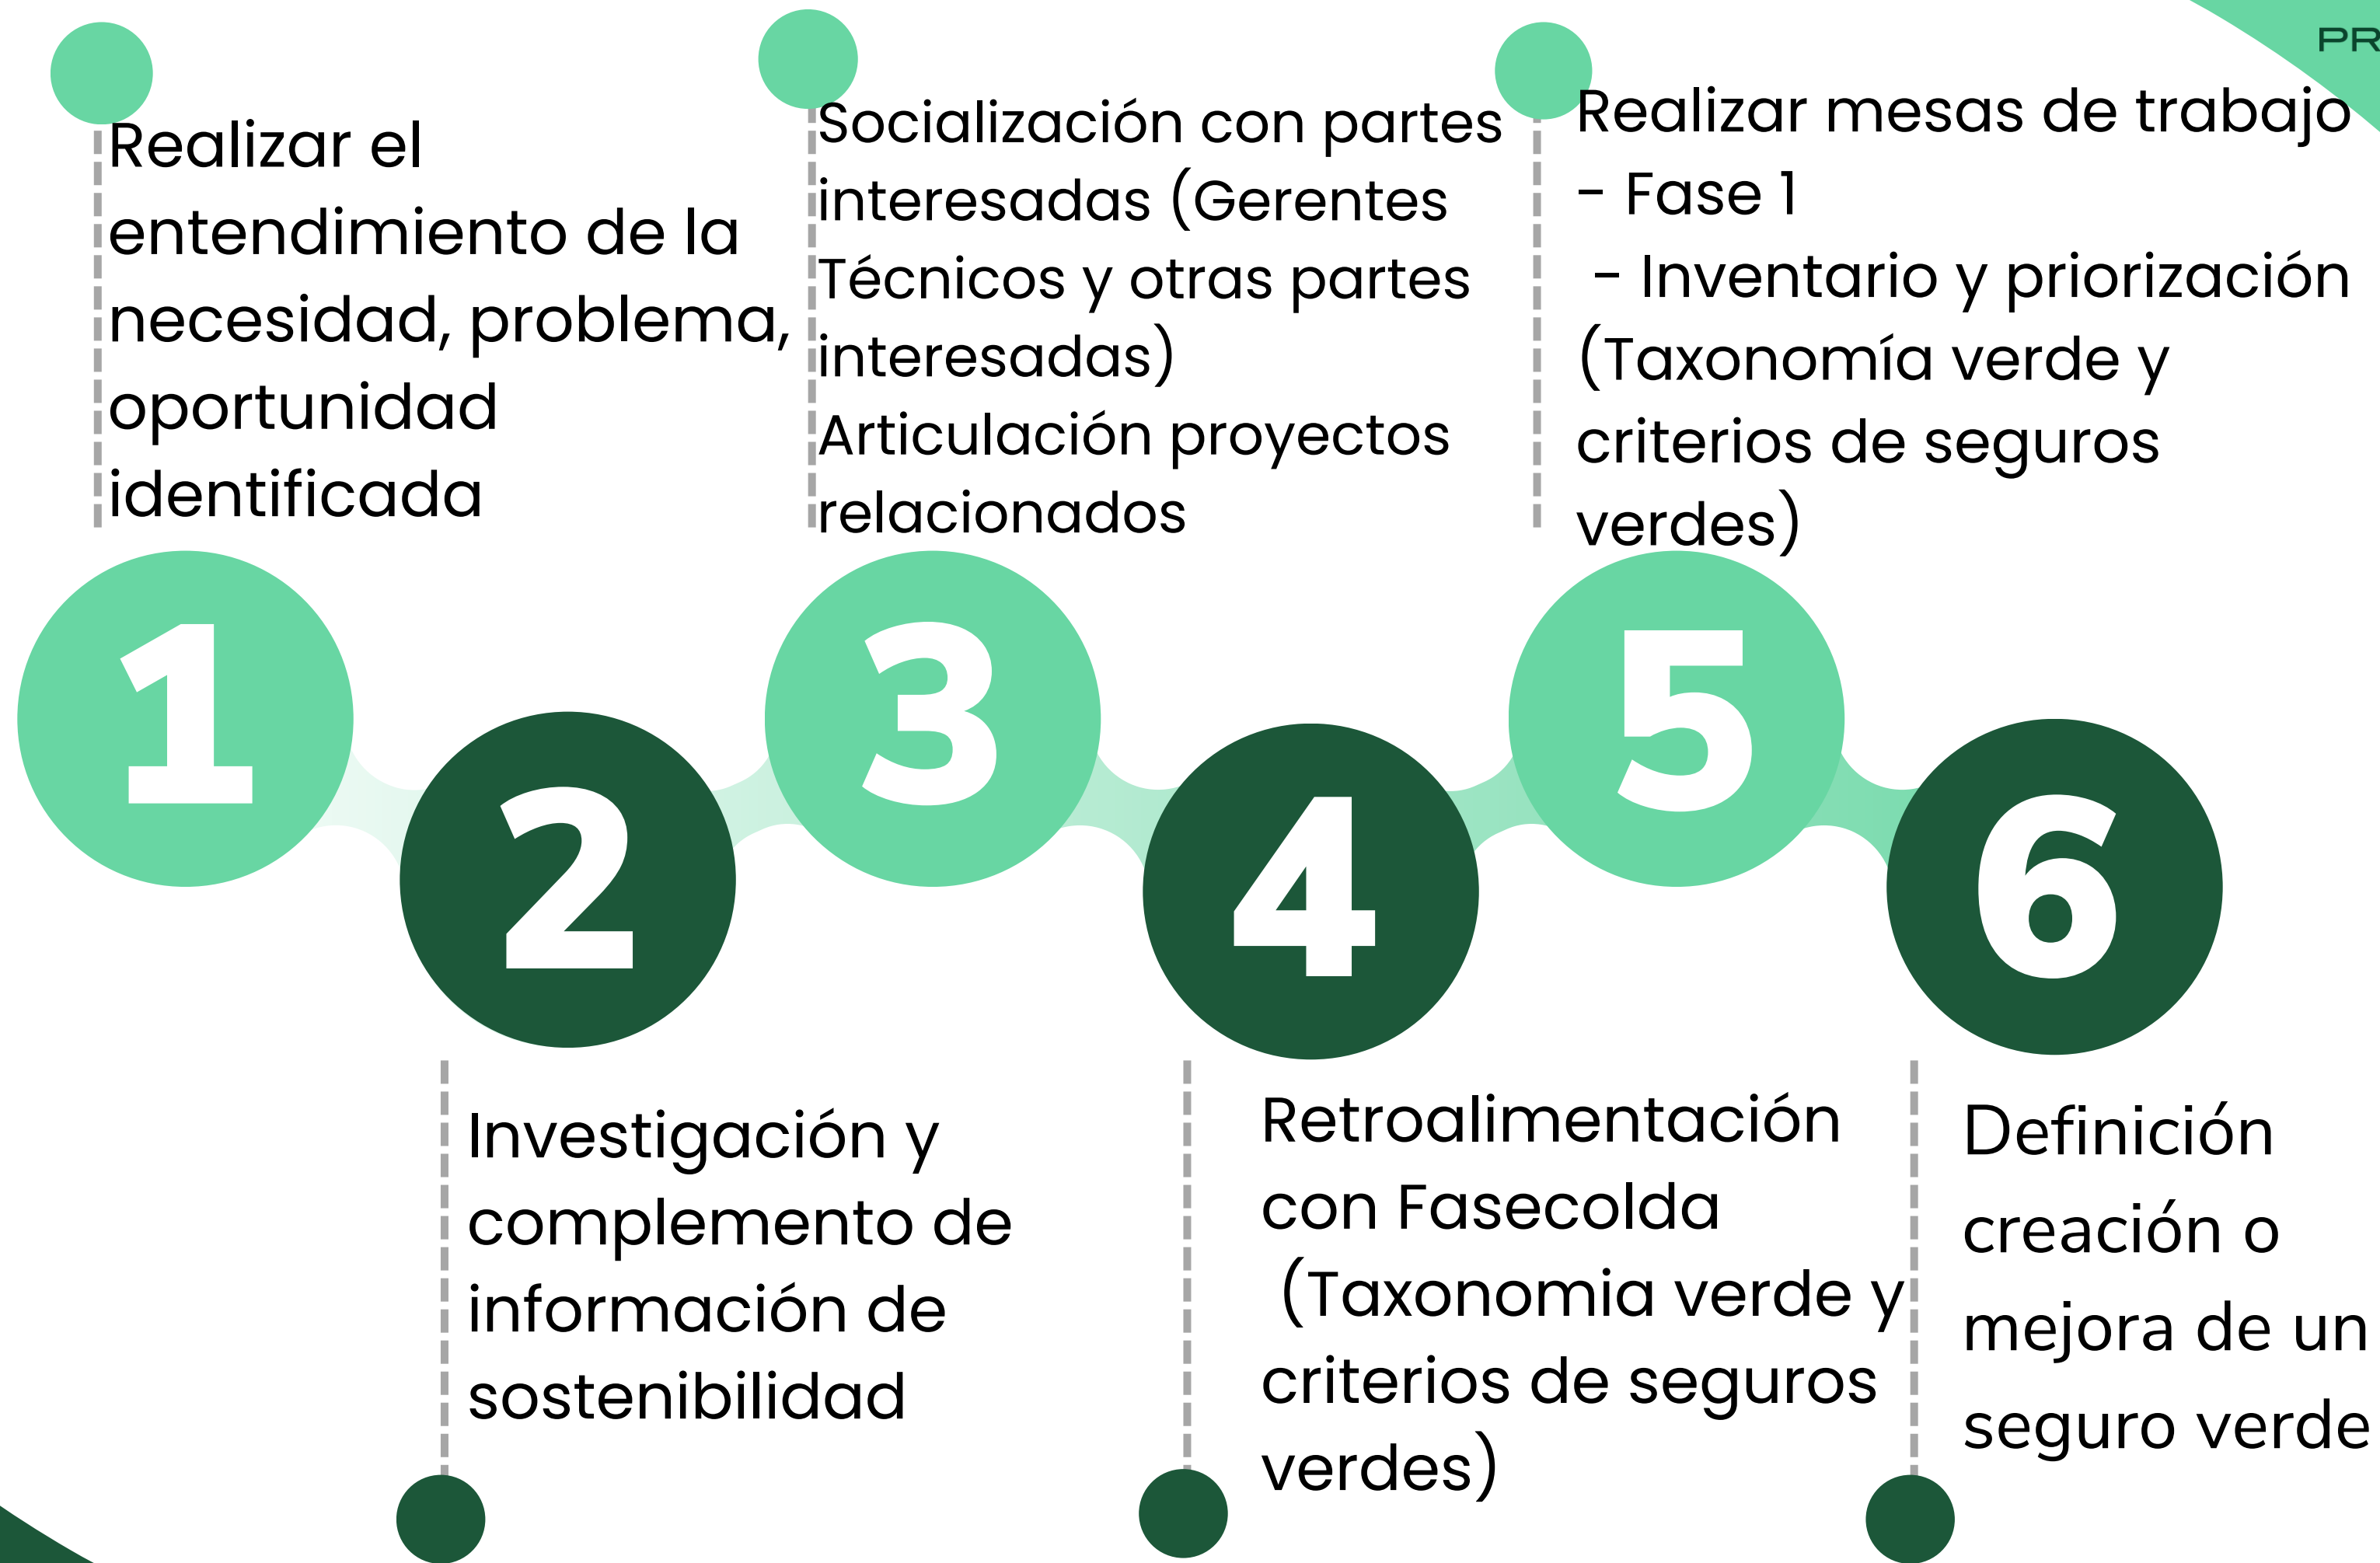 PR
Realizar el
entendimiento de la
necesidad, problema,
oportunidad
identificada
Socialización con partes
interesadas (Gerentes
Técnicos y otras partes
interesadas)
Articulación proyectos
relacionados
Realizar mesas de trabajo
- Fase 1
- Inventario y priorización
(Taxonomía verde y
criterios de seguros
verdes)
1
2
3
4
5
6
Investigación y
complemento de
información de
sostenibilidad
Retroalimentación
con Fasecolda
(Taxonomia verde y
criterios de seguros
verdes)
Definición
creación o
mejora de un
seguro verde